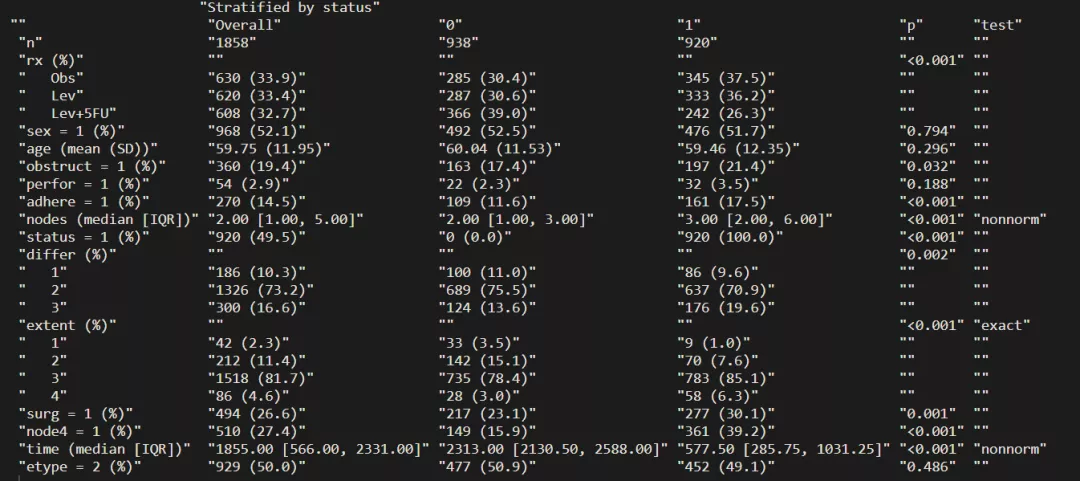 "Stratified by status"
"" "Overall" "0" "1" "p" "test"
"n" "1858" "938" "920" "" ""
"rx (%)" "" "" "" "<0.001" ""
" Obs" "630 (33.9)" "285 (30.4)" "345 (37.5)" "" ""
" Lev" "620 (33.4)" "287 (30.6)" "333 (36.2)" "" ""
" Lev+5FU" "608 (32.7)" "366 (39.0)" "242 (26.3)" "" ""
"sex = 1 (%)" "968 (52.1)" "492 (52.5)" "476 (51.7)" "0.794" ""
"age (mean (SD))" "59.75 (11.95)" "60.04 (11.53)" "59.46 (12.35)" "0.296" ""
"obstruct = 1 (%)" "360 (19.4)" "163 (17.4)" "197 (21.4)" "0.032" ""
"perfor = 1 (%)" "54 (2.9)" "22 (2.3)" "32 (3.5)" "0.188" ""
"adhere = 1 (%)" "270 (14.5)" "109 (11.6)" "161 (17.5)" "<0.001" ""
"nodes (median [IQR])" "2.00 [1.00, 5.00]" "2.00 [1.00, 3.00]" "3.00 [2.00, 6.00]" "<0.001" "nonnorm"
"status = 1 (%)" "920 (49.5)" "0 (0.0)" "920 (100.0)" "<0.001" ""
"differ (%)" "" "" "" "0.002" ""
" 1" "186 (10.3)" "100 (11.0)" "86 (9.6)" "" ""
" 2" "1326 (73.2)" "689 (75.5)" "637 (70.9)" "" ""
" 3" "300 (16.6)" "124 (13.6)" "176 (19.6)" "" ""
"extent (%)" "" "" "" "<0.001" "exact"
" 1" "42 (2.3)" "33 (3.5)" "9 (1.0)" "" ""
" 2" "212 (11.4)" "142 (15.1)" "70 (7.6)" "" ""
" 3" "1518 (81.7)" "735 (78.4)" "783 (85.1)" "" ""
" 4" "86 (4.6)" "28 (3.0)" "58 (6.3)" "" ""
"surg = 1 (%)" "494 (26.6)" "217 (23.1)" "277 (30.1)" "0.001" ""
"node4 = 1 (%)" "510 (27.4)" "149 (15.9)" "361 (39.2)" "<0.001" ""
"time (median [IQR])" "1855.00 [566.00, 2331.00]" "2313.00 [2130.50, 2588.00]" "577.50 [285.75, 1031.25]" "<0.001" "nonnorm"
"etype = 2 (%)" "929 (50.0)" "477 (50.9)" "452 (49.1)" "0.486" ""